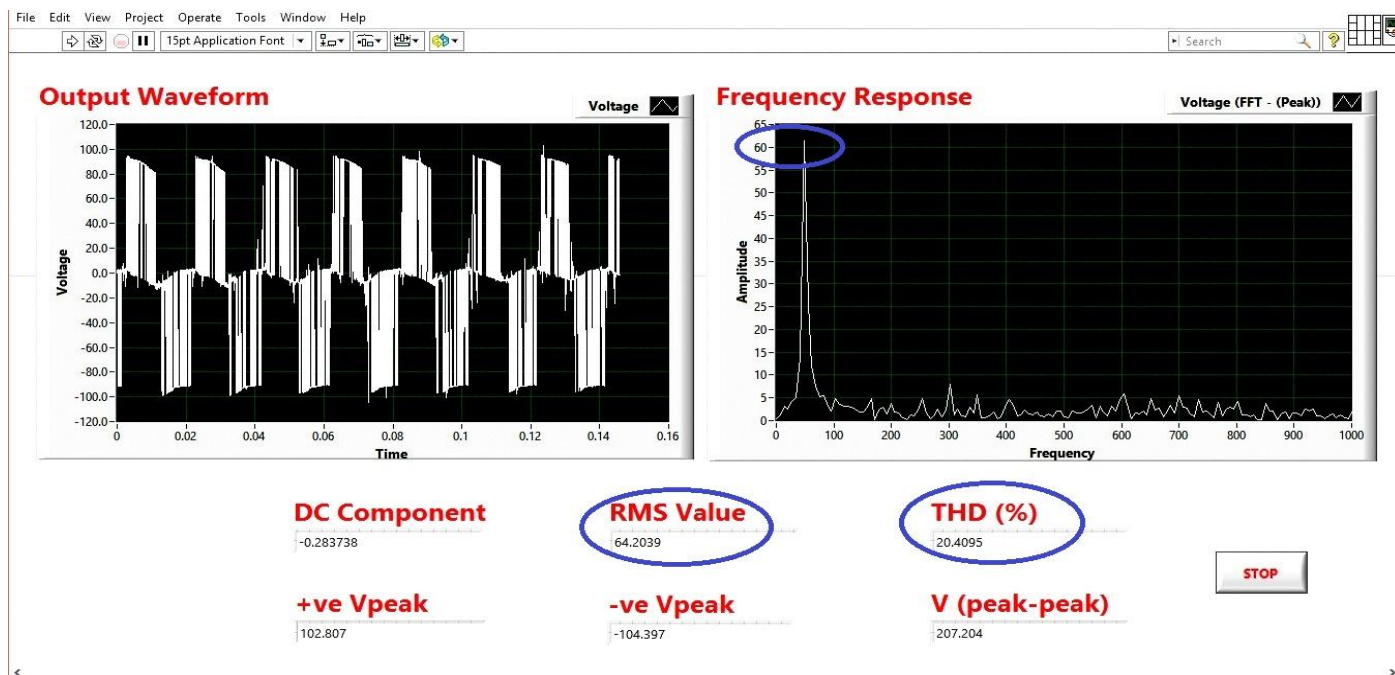 File Edit View Project Operate Tools Window Help
15pt Application Font
Search
Output Waveform
Voltage
120.0
100.0
80.0
60.0
40.0
20.0
0.0
-20.0
-40.0
-60.0
-80.0
-100.0
-120.0
Voltage
0 0.02 0.04 0.06 0.08 0.1 0.12 0.14 0.16
Time
Frequency Response
Voltage (FFT - (Peak))
65
60
55
50
45
40
35
30
25
20
15
10
5
0
Amplitude
0 100 200 300 400 500 600 700 800 900 1000
Frequency
DC Component
-0.283738
RMS Value
64.2039
THD (%)
20.4095
STOP
+ve Vpeak
102.807
-ve Vpeak
-104.397
V (peak-peak)
207.204